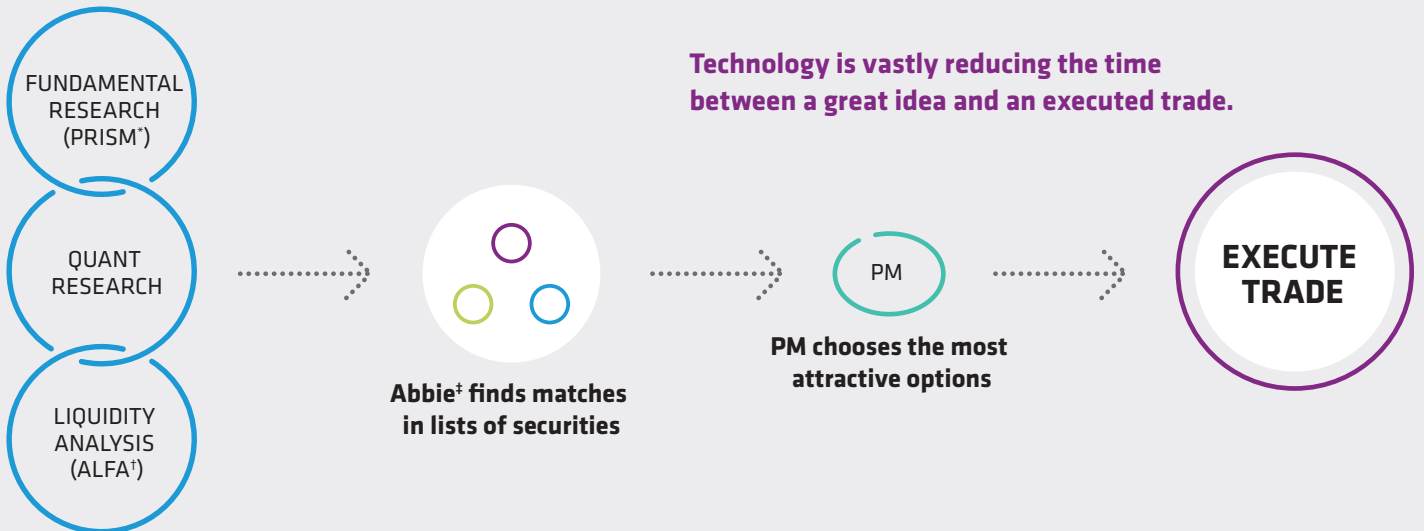 FUNDAMENTAL
RESEARCH
(PRISM*)
QUANT
RESEARCH
LIQUIDITY
ANALYSIS
(ALFA†)
Technology is vastly reducing the time
between a great idea and an executed trade.
Abbie‡ finds matches
in lists of securities
PM
PM chooses the most
attractive options
EXECUTE
TRADE